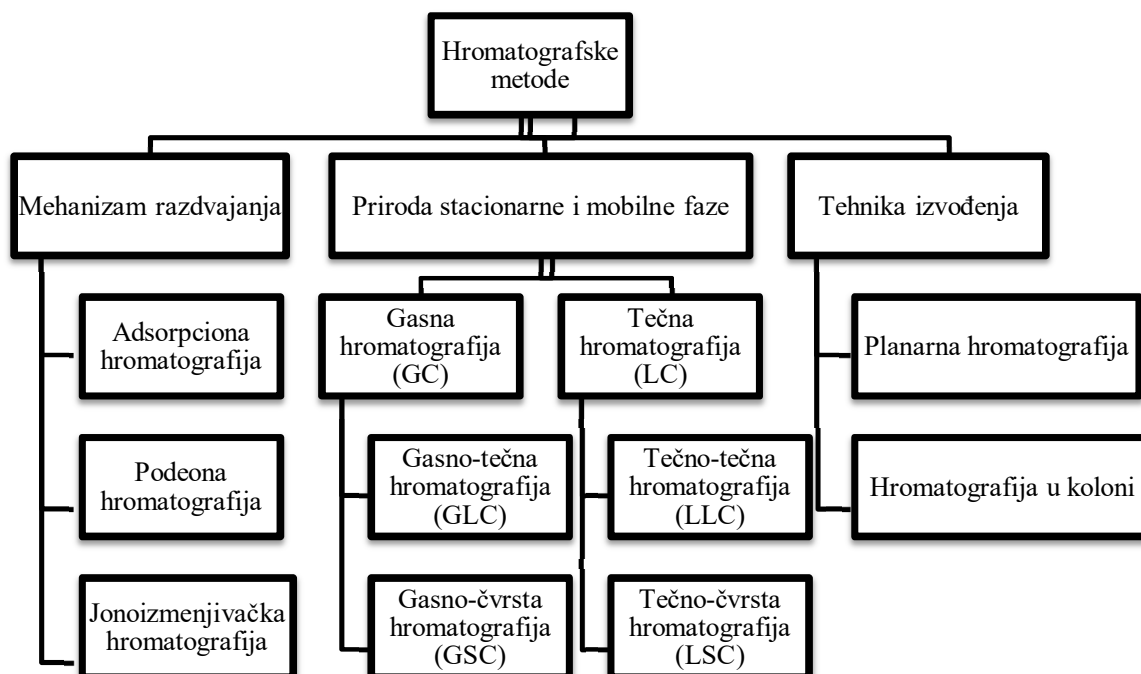 Hromatografske
metode
Mehanizam razdvajanja
Priroda stacionarne i mobilne faze
Tehnika izvođenja
Adsorpciona
hromatografija
Gasna
hromatografija
(GC)
Tečna
hromatografija
(LC)
Planarna hromatografija
Podeona
hromatografija
Gasno-tečna
hromatografija
(GLC)
Tečno-tečna
hromatografija
(LLC)
Hromatografija u koloni
Jonoizmenjivačka
hromatografija
Gasno-čvrsta
hromatografija
(GSC)
Tečno-čvrsta
hromatografija
(LSC)